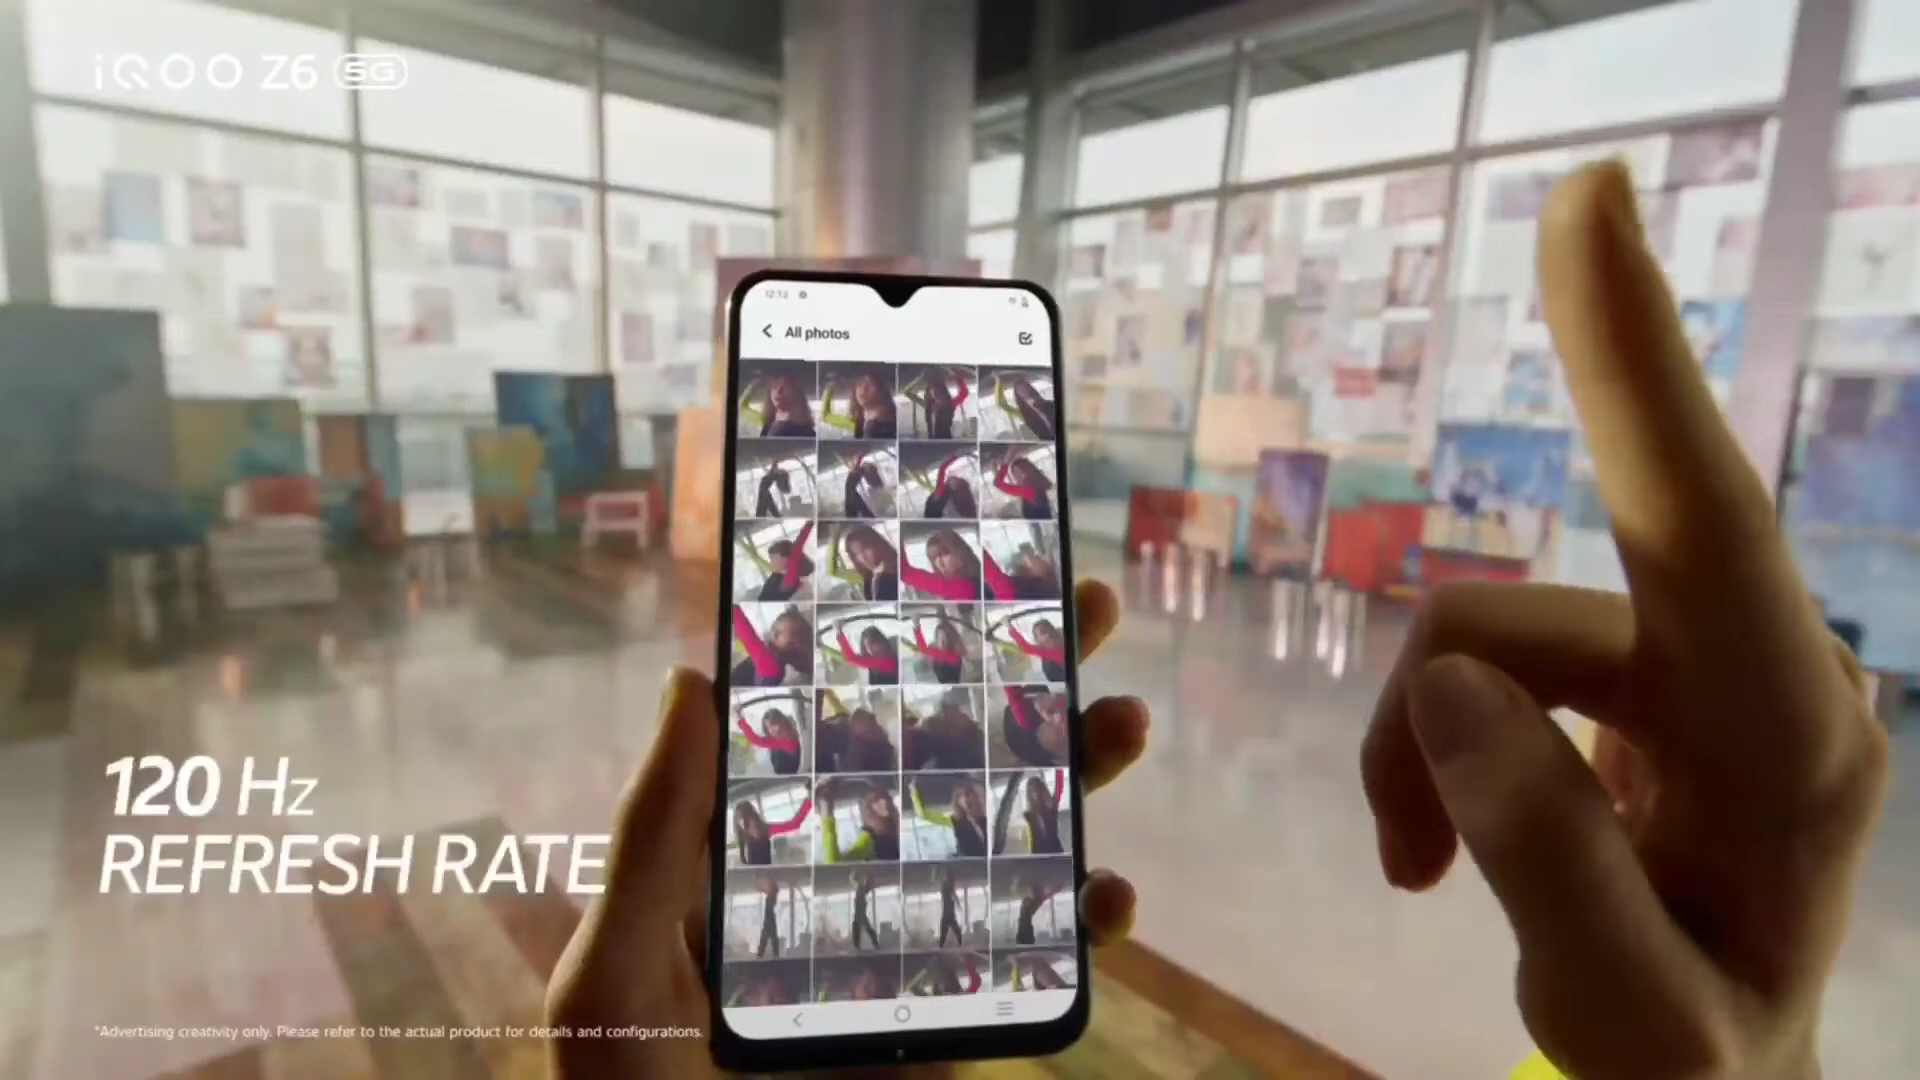 iQOO Z6 5G
12:12
All photos
120 Hz
REFRESH RATE
*Advertising creativity only. Please refer to the actual product for details and configurations.